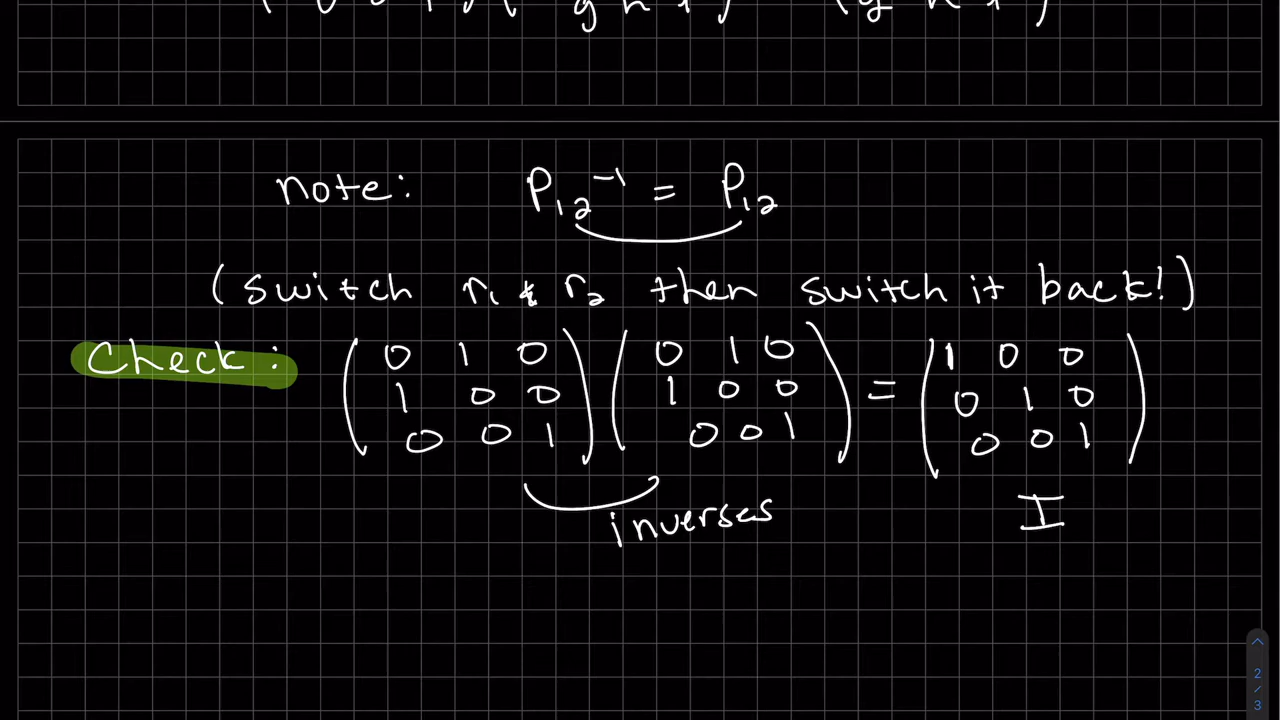 g h i) (g h i)
note: P₁₂⁻¹ = P₁₂
(switch r₁ & r₂ then switch it back!)
Check: (0 1 0) (0 1 0) = (1 0 0)
1 0 0 1 0 0 0 1 0
0 0 1 0 0 1 0 0 1
inverses I
2
/
3